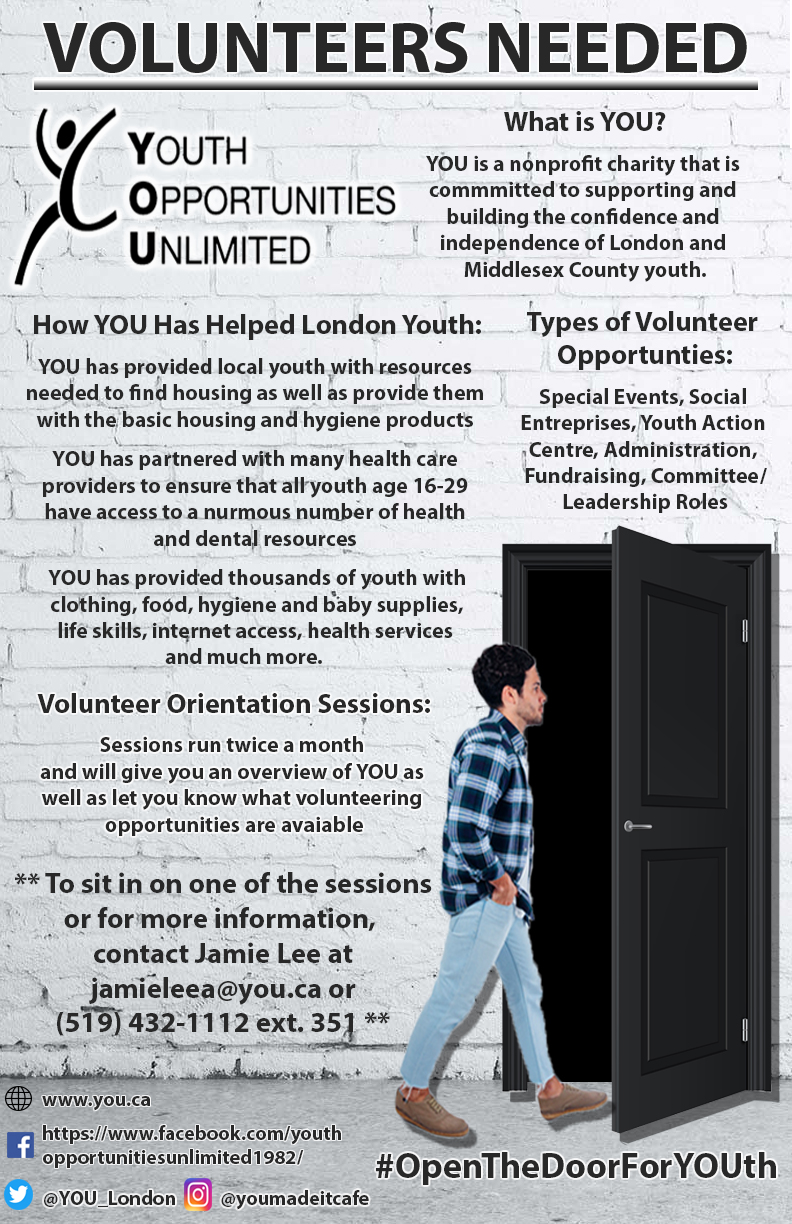 VOLUNTEERS NEEDED
YOUTH
OPPORTUNITIES
UNLIMITED
What is YOU?
YOU is a nonprofit charity that is
commmitted to supporting and
building the confidence and
independence of London and
Middlesex County youth.
How YOU Has Helped London Youth:
YOU has provided local youth with resources
needed to find housing as well as provide them
with the basic housing and hygiene products
YOU has partnered with many health care
providers to ensure that all youth age 16-29
have access to a nurmous number of health
and dental resources
YOU has provided thousands of youth with
clothing, food, hygiene and baby supplies,
life skills, internet access, health services
and much more.
Types of Volunteer
Opportunties:
Special Events, Social
Entreprises, Youth Action
Centre, Administration,
Fundraising, Committee/
Leadership Roles
Volunteer Orientation Sessions:
Sessions run twice a month
and will give you an overview of YOU as
well as let you know what volunteering
opportunities are avaiable
** To sit in on one of the sessions
or for more information,
contact Jamie Lee at
jamieleea@you.ca or
(519) 432-1112 ext. 351 **
www.you.ca
https://www.facebook.com/youth
opportunitiesunlimited1982/
@YOU_London @youmadeitcafe
#OpenTheDoorForYOUth